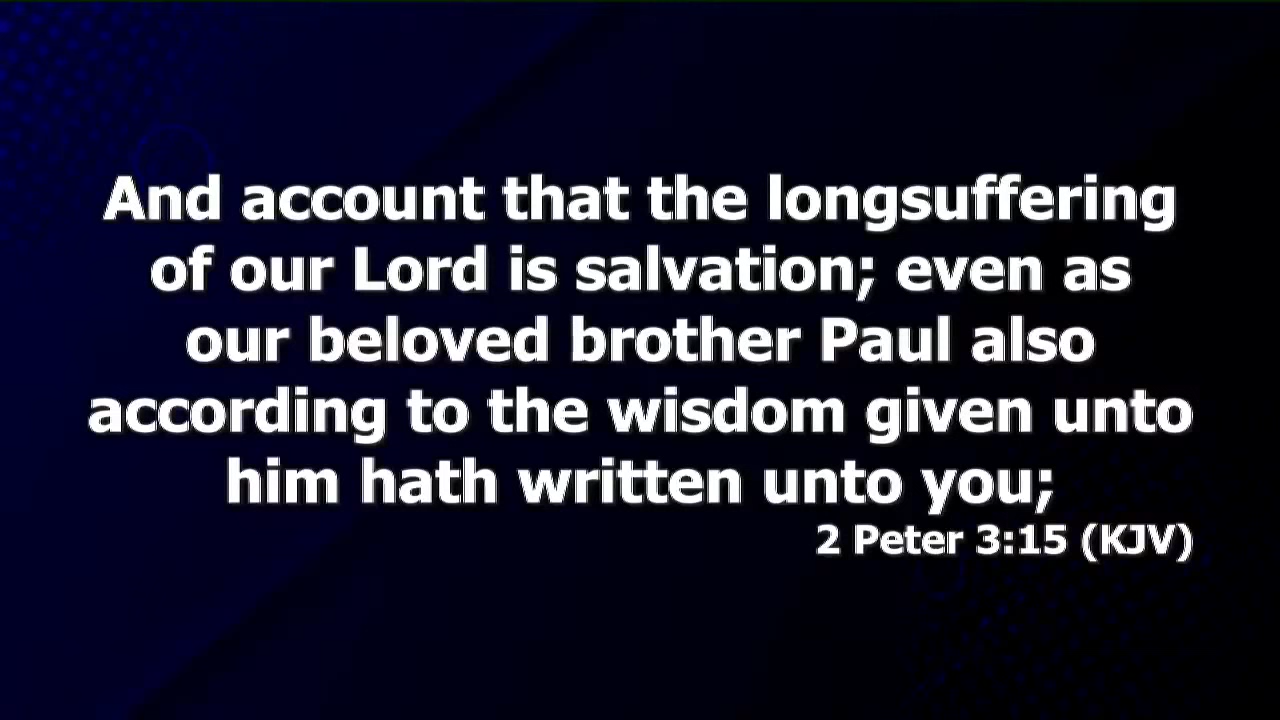 And account that the longsuffering
of our Lord is salvation; even as
our beloved brother Paul also
according to the wisdom given unto
him hath written unto you;
2 Peter 3:15 (KJV)